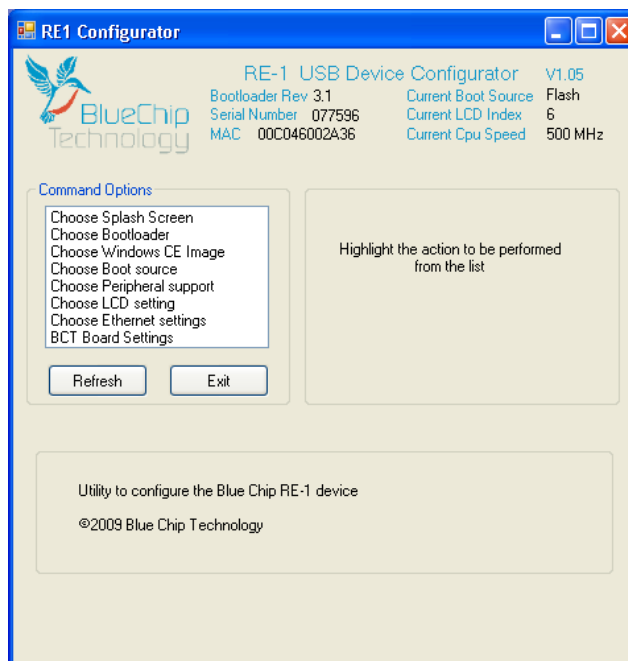 RE1 Configurator
RE-1 USB Device Configurator V1.05
Bootloader Rev 3.1 Current Boot Source Flash
Serial Number 077596 Current LCD Index 6
MAC 00C046002A36 Current Cpu Speed 500 MHz
BlueChip
Technology
Command Options
Choose Splash Screen
Choose Bootloader
Choose Windows CE Image
Choose Boot source
Choose Peripheral support
Choose LCD setting
Choose Ethernet settings
BCT Board Settings
Refresh Exit
Highlight the action to be performed
from the list
Utility to configure the Blue Chip RE-1 device
©2009 Blue Chip Technology